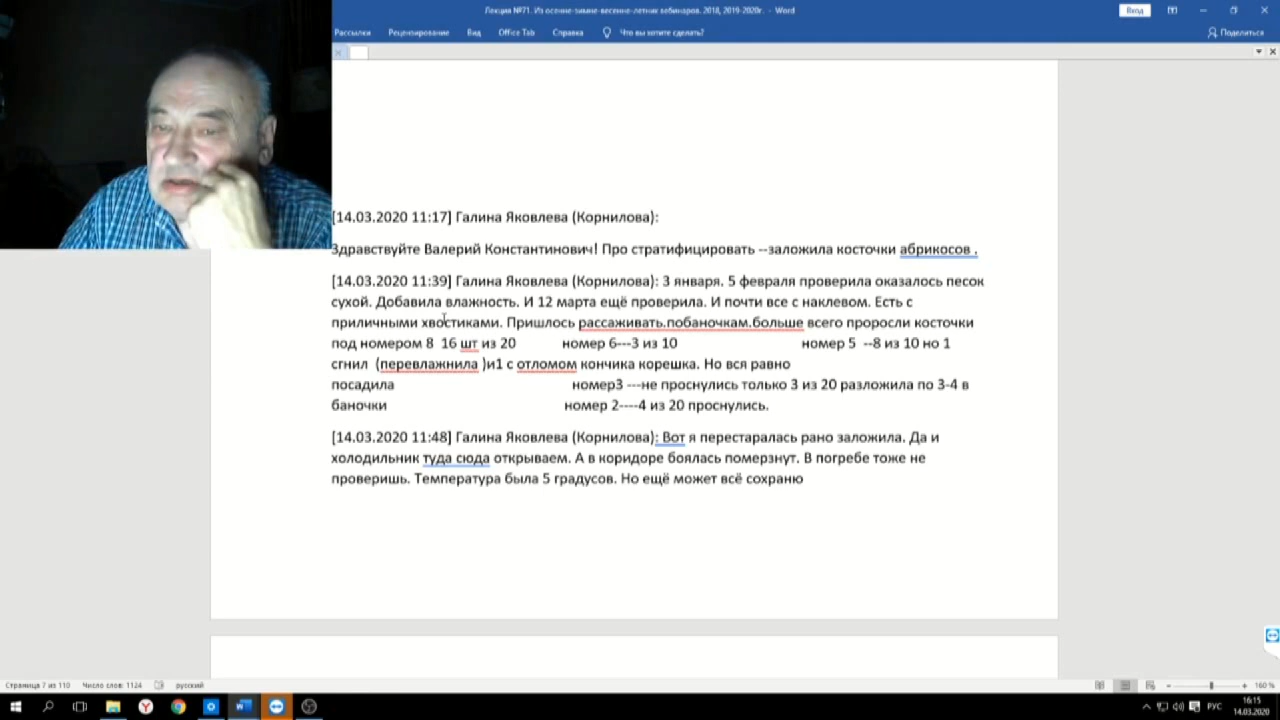 Лекция №71. Из осенне-зимне-весенне-летних вебинаров. 2018, 2019-2020г. - Word
Вход
Рассылки Рецензирование Вид Office Tab Справка Что вы хотите сделать? Поделиться
[14.03.2020 11:17] Галина Яковлева (Корнилова):
Здравствуйте Валерий Константинович! Про стратифицировать --заложила косточки абрикосов .
[14.03.2020 11:39] Галина Яковлева (Корнилова): 3 января. 5 февраля проверила оказалось песок
сухой. Добавила влажность. И 12 марта ещё проверила. И почти все с наклевом. Есть с
приличными хвостиками. Пришлось рассаживать.побаночкам.больше всего проросли косточки
под номером 8 16 шт из 20 номер 6---3 из 10 номер 5 --8 из 10 но 1
сгнил (перевлажнила )и1 с отломом кончика корешка. Но вся равно
посадила номер3 ---не проснулись только 3 из 20 разложила по 3-4 в
баночки номер 2----4 из 20 проснулись.
[14.03.2020 11:48] Галина Яковлева (Корнилова): Вот я перестаралась рано заложила. Да и
холодильник туда сюда открываем. А в коридоре боялась померзнут. В погребе тоже не
проверишь. Температура была 5 градусов. Но ещё может всё сохраню
Страница 7 из 110 Число слов: 1124 русский 160 %
РУС 16:15
14.03.2020